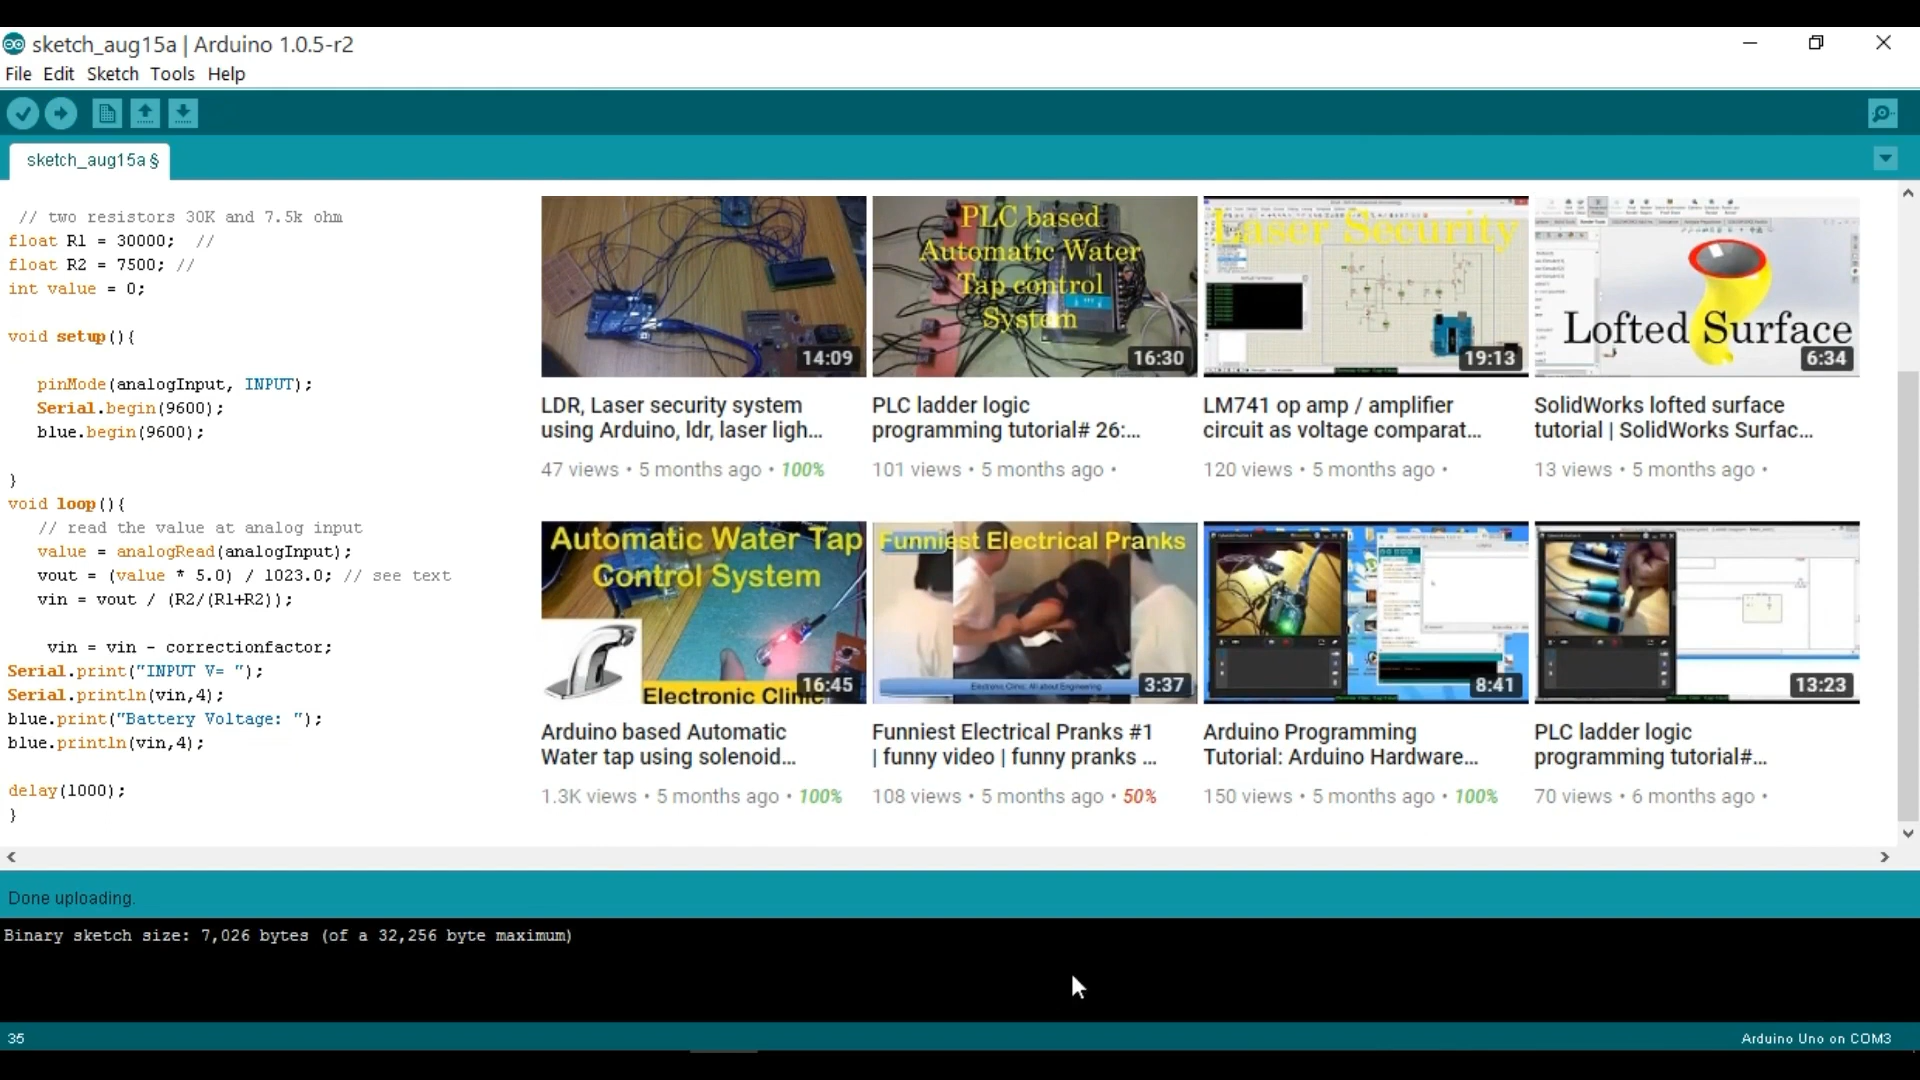 sketch_aug15a | Arduino 1.0.5-r2
File Edit Sketch Tools Help
sketch_aug15a §
// two resistors 30K and 7.5k ohm
float R1 = 30000;  //
float R2 = 7500; //
int value = 0;
void setup(){
pinMode(analogInput, INPUT);
Serial.begin(9600);
blue.begin(9600);
}
void loop(){
// read the value at analog input
value = analogRead(analogInput);
vout = (value * 5.0) / 1023.0; // see text
vin = vout / (R2/(R1+R2));
vin = vin - correctionfactor;
Serial.print("INPUT V= ");
Serial.println(vin,4);
blue.print("Battery Voltage: ");
blue.println(vin,4);
delay(1000);
}
14:09
LDR, Laser security system
using Arduino, ldr, laser ligh...
47 views • 5 months ago • 100%
PLC based
Automatic Water
Tap control
System
16:30
PLC ladder logic
programming tutorial# 26:...
101 views • 5 months ago •
Laser Security
19:13
LM741 op amp / amplifier
circuit as voltage comparat...
120 views • 5 months ago •
Lofted Surface
6:34
SolidWorks lofted surface
tutorial | SolidWorks Surfac...
13 views • 5 months ago •
Automatic Water Tap
Control System
Electronic Clinic
16:45
Arduino based Automatic
Water tap using solenoid...
1.3K views • 5 months ago • 100%
Funniest Electrical Pranks
Electronic Clinic: All about Engineering
3:37
Funniest Electrical Pranks #1
| funny video | funny pranks ...
108 views • 5 months ago • 50%
8:41
Arduino Programming
Tutorial: Arduino Hardware...
150 views • 5 months ago • 100%
13:23
PLC ladder logic
programming tutorial#...
70 views • 6 months ago •
Done uploading.
Binary sketch size: 7,026 bytes (of a 32,256 byte maximum)
35
Arduino Uno on COM3